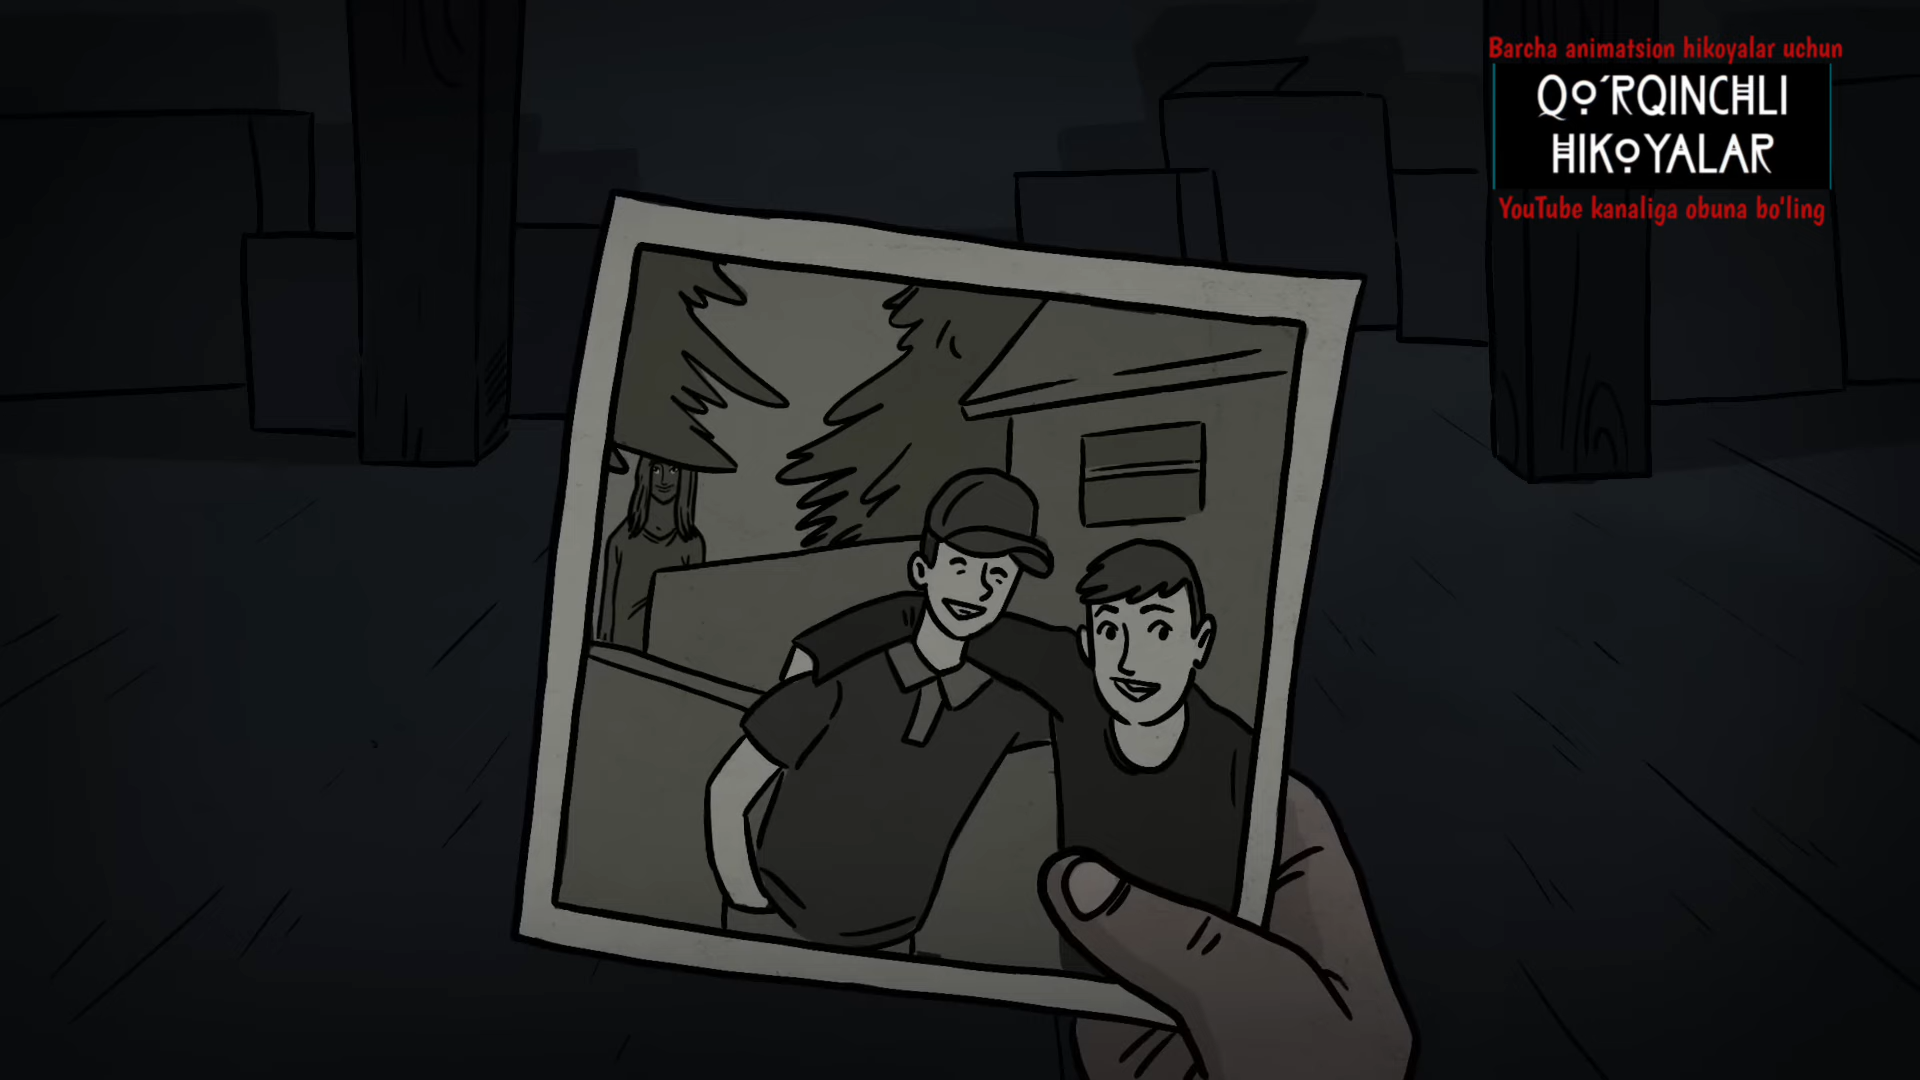 Barcha animatsion hikoyalar uchun
QO´RQINCHLI
HIKOYALAR
YouTube kanaliga obuna bo'ling